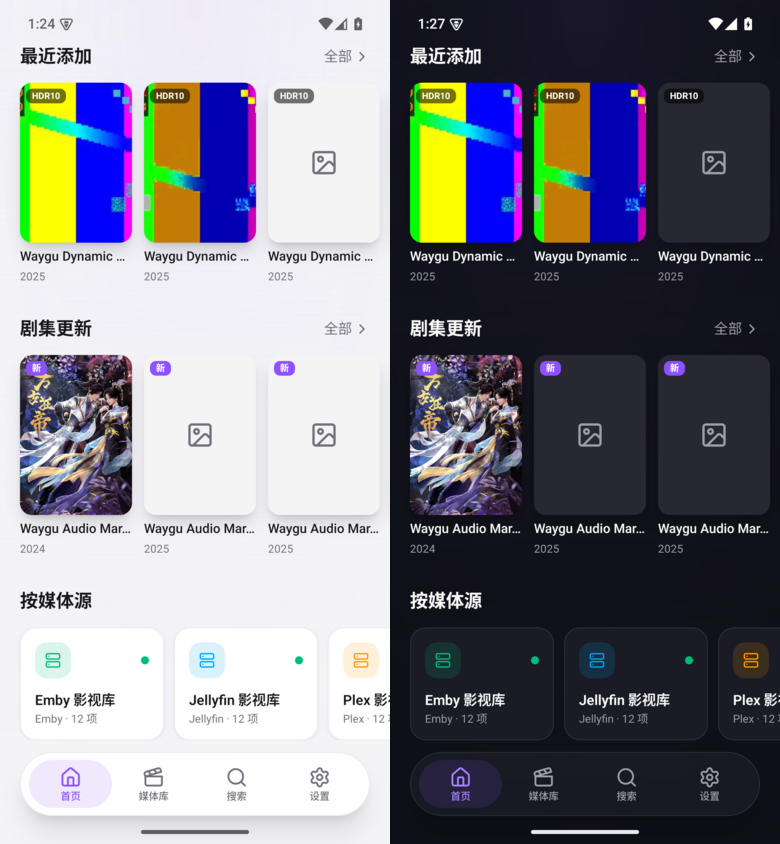 1:24
最近添加
全部
HDR10
HDR10
HDR10
Waygu Dynamic ...
Waygu Dynamic ...
Waygu Dynamic ...
2025
2025
2025
剧集更新
全部
新
新
新
Waygu Audio Mar...
Waygu Audio Mar...
Waygu Audio Mar...
2024
2025
2025
按媒体源
Emby 影视库
Emby · 12 项
Jellyfin 影视库
Jellyfin · 12 项
Plex 影
Plex · 12
首页
媒体库
搜索
设置
1:27
最近添加
全部
HDR10
HDR10
HDR10
Waygu Dynamic ...
Waygu Dynamic ...
Waygu Dynamic ...
2025
2025
2025
剧集更新
全部
新
新
新
Waygu Audio Mar...
Waygu Audio Mar...
Waygu Audio Mar...
2024
2025
2025
按媒体源
Emby 影视库
Emby · 12 项
Jellyfin 影视库
Jellyfin · 12 项
Plex 影
Plex · 12
首页
媒体库
搜索
设置